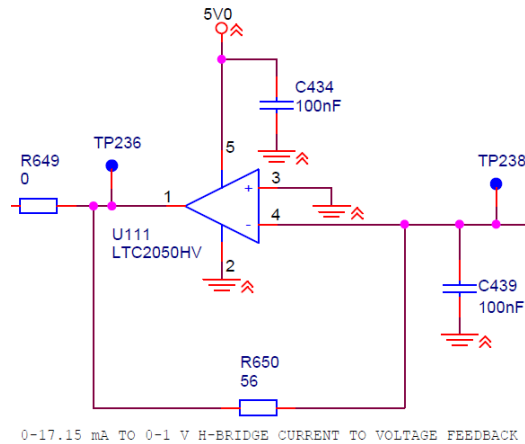 5V0
C434
100nF
TP236
TP238
R649
0
5
1
+
3
-
4
U111
LTC2050HV
2
C439
100nF
R650
56
0-17.15 mA TO 0-1 V H-BRIDGE CURRENT TO VOLTAGE FEEDBACK